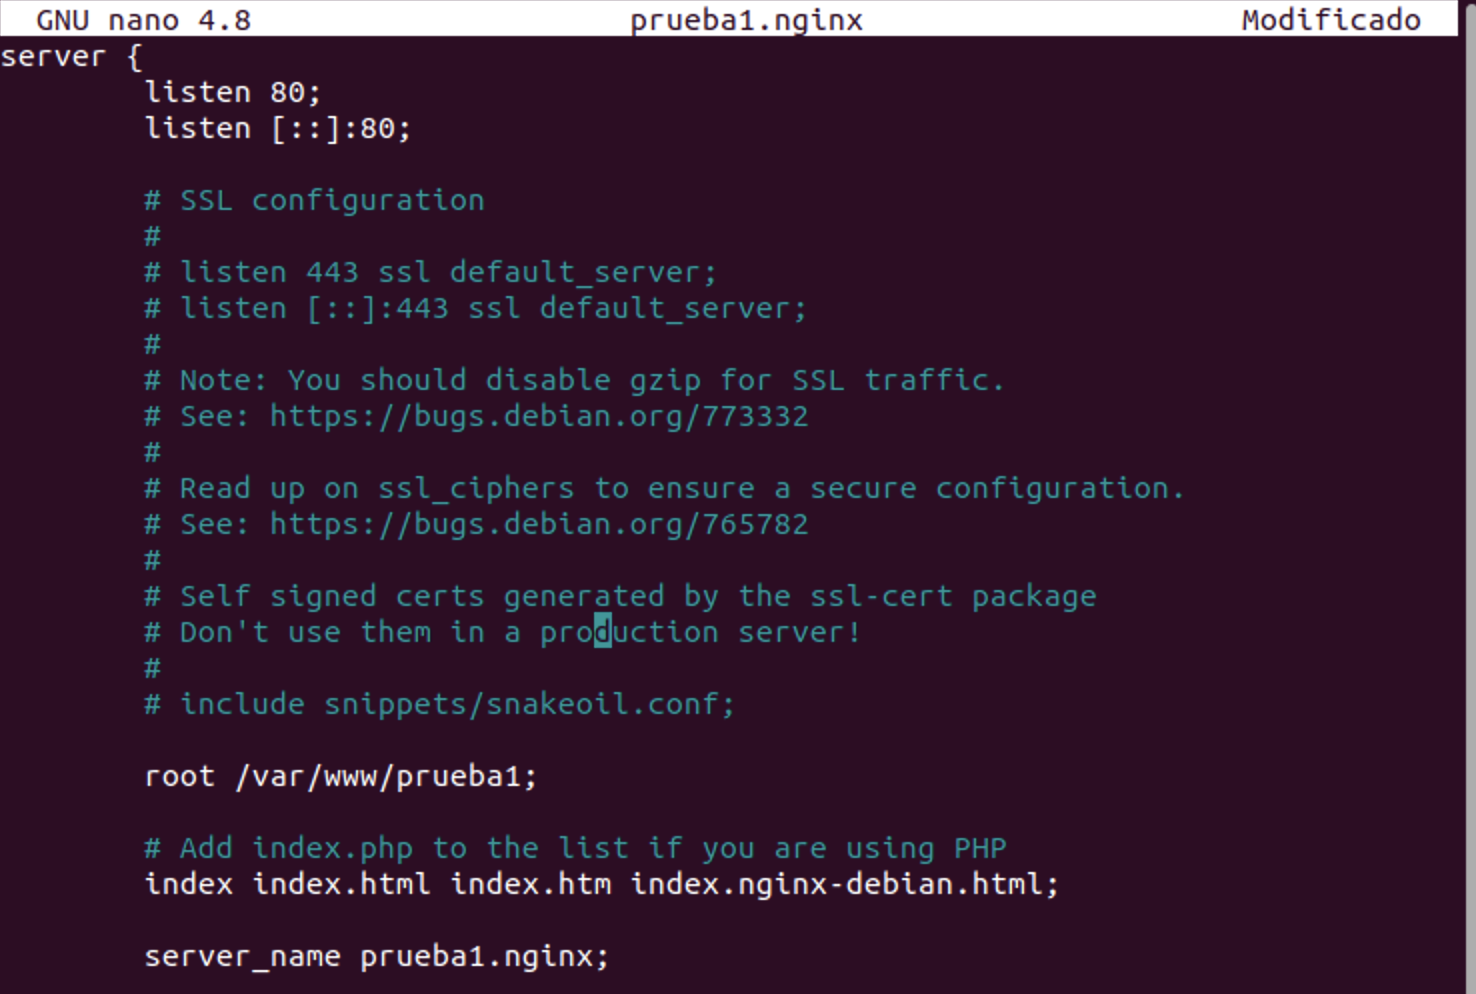 GNU nano 4.8 prueba1.nginx Modificado
server {
listen 80;
listen [::]:80;
# SSL configuration
#
# listen 443 ssl default_server;
# listen [::]:443 ssl default_server;
#
# Note: You should disable gzip for SSL traffic.
# See: https://bugs.debian.org/773332
#
# Read up on ssl_ciphers to ensure a secure configuration.
# See: https://bugs.debian.org/765782
#
# Self signed certs generated by the ssl-cert package
# Don't use them in a production server!
#
# include snippets/snakeoil.conf;
root /var/www/prueba1;
# Add index.php to the list if you are using PHP
index index.html index.htm index.nginx-debian.html;
server_name prueba1.nginx;